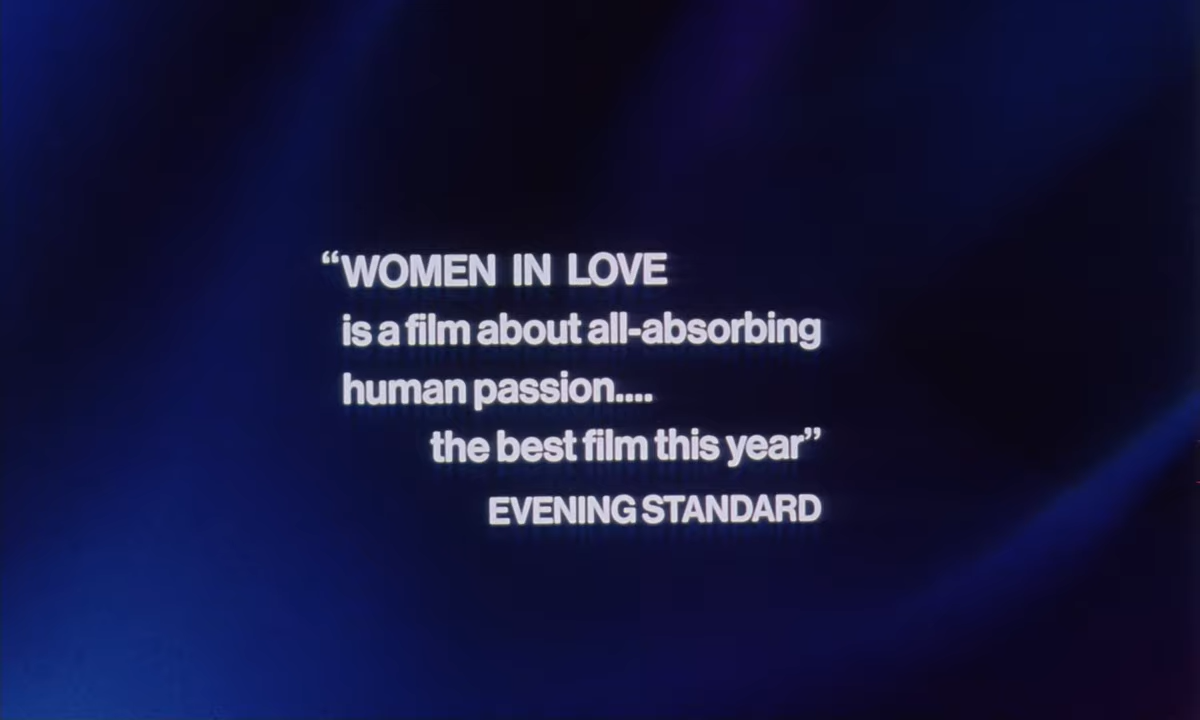 “WOMEN IN LOVE
is a film about all-absorbing
human passion....
the best film this year”
EVENING STANDARD